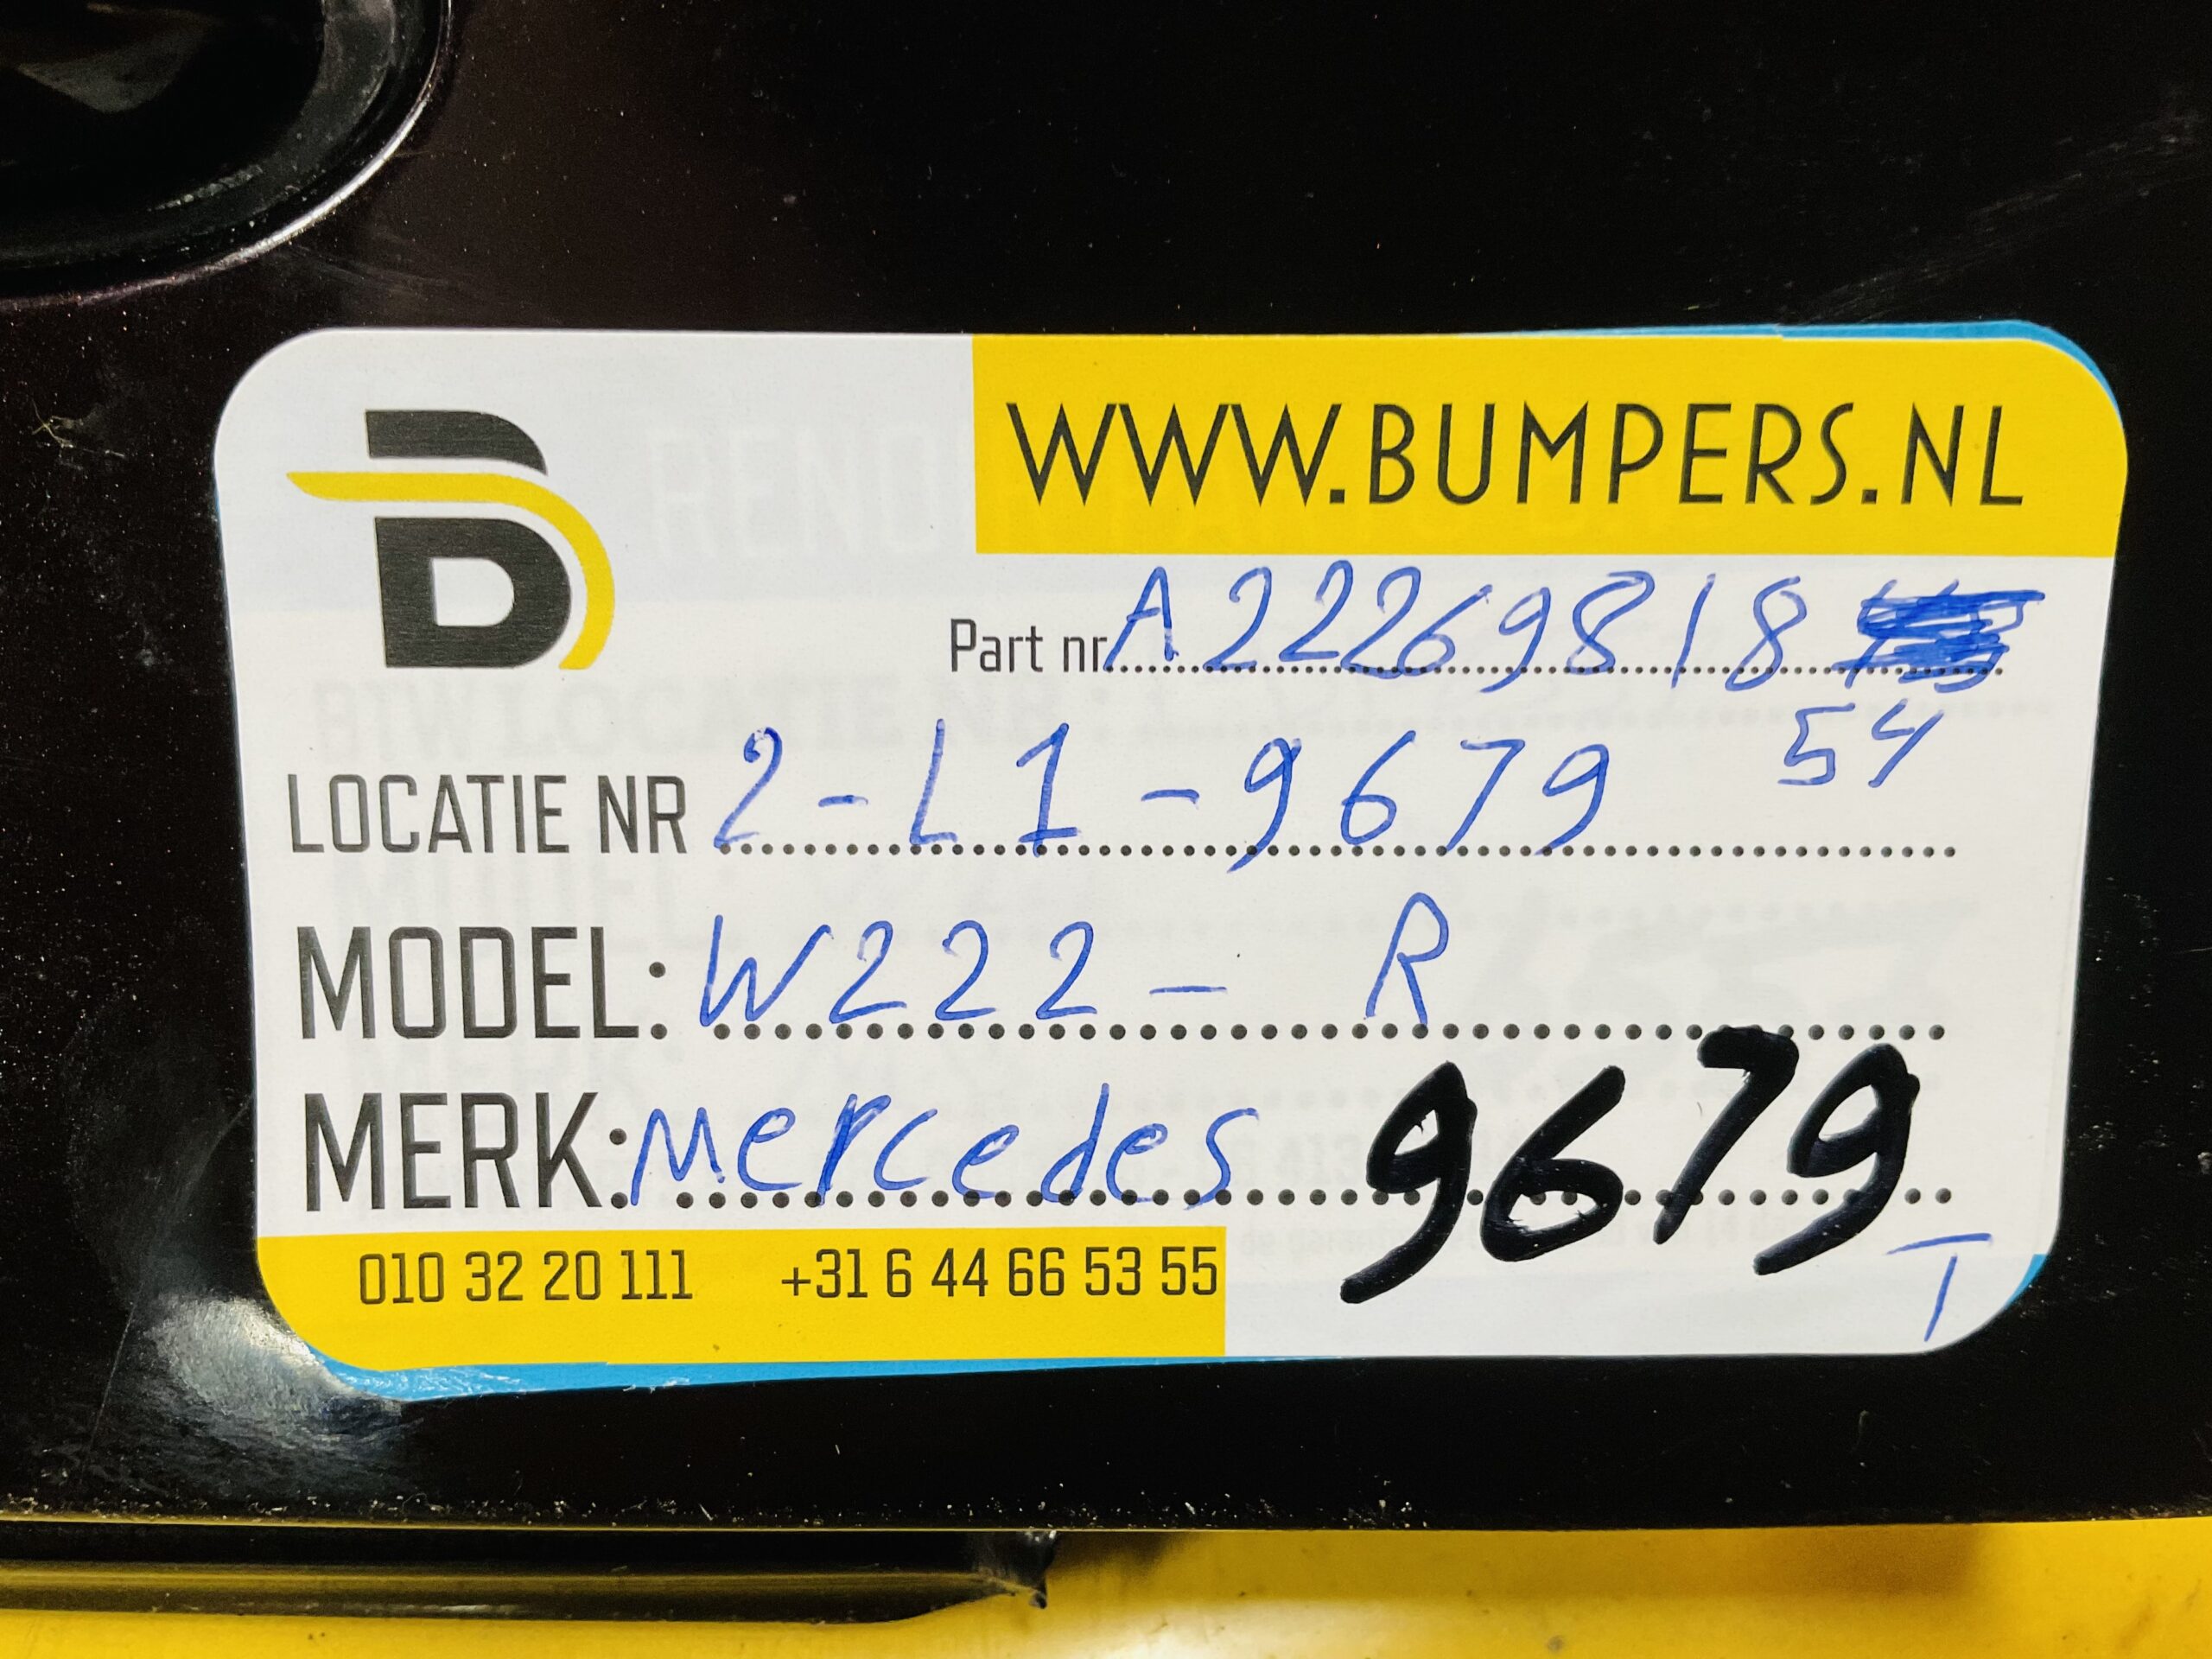 WWW.BUMPERS.NL
Part nr. A22269818
54
LOCATIE NR 2-L1-9679
MODEL: W222- R
MERK: Mercedes 9679
010 32 20 111 +31 6 44 66 53 55
T